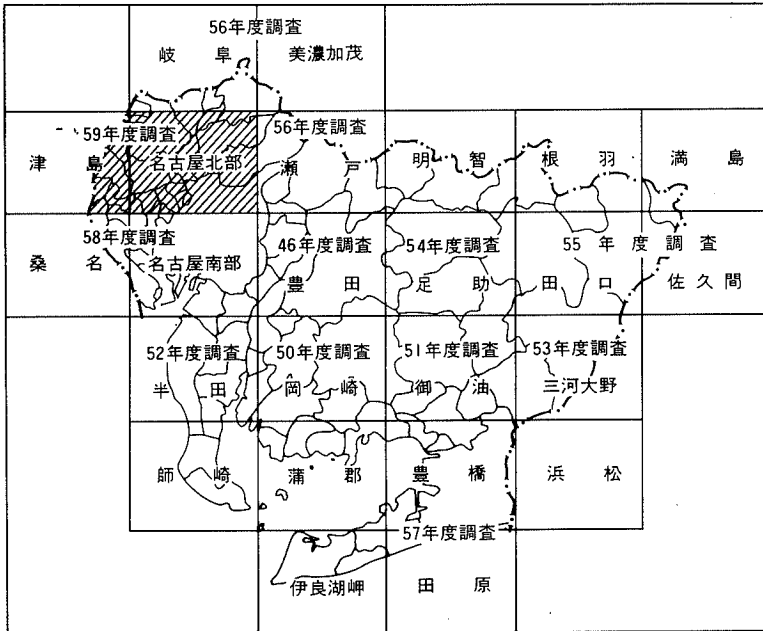 56年度調査
岐阜 美濃加茂
59年度調査 56年度調査
津島 名古屋北部 瀬戸 明智 根羽 満島
58年度調査 46年度調査 54年度調査 55年度調査
桑名 名古屋南部 豊田 足助 田口 佐久間
52年度調査 50年度調査 51年度調査 53年度調査
半田 岡崎 御油 三河大野
師崎 蒲郡 豊橋 浜松
57年度調査
伊良湖岬 田原